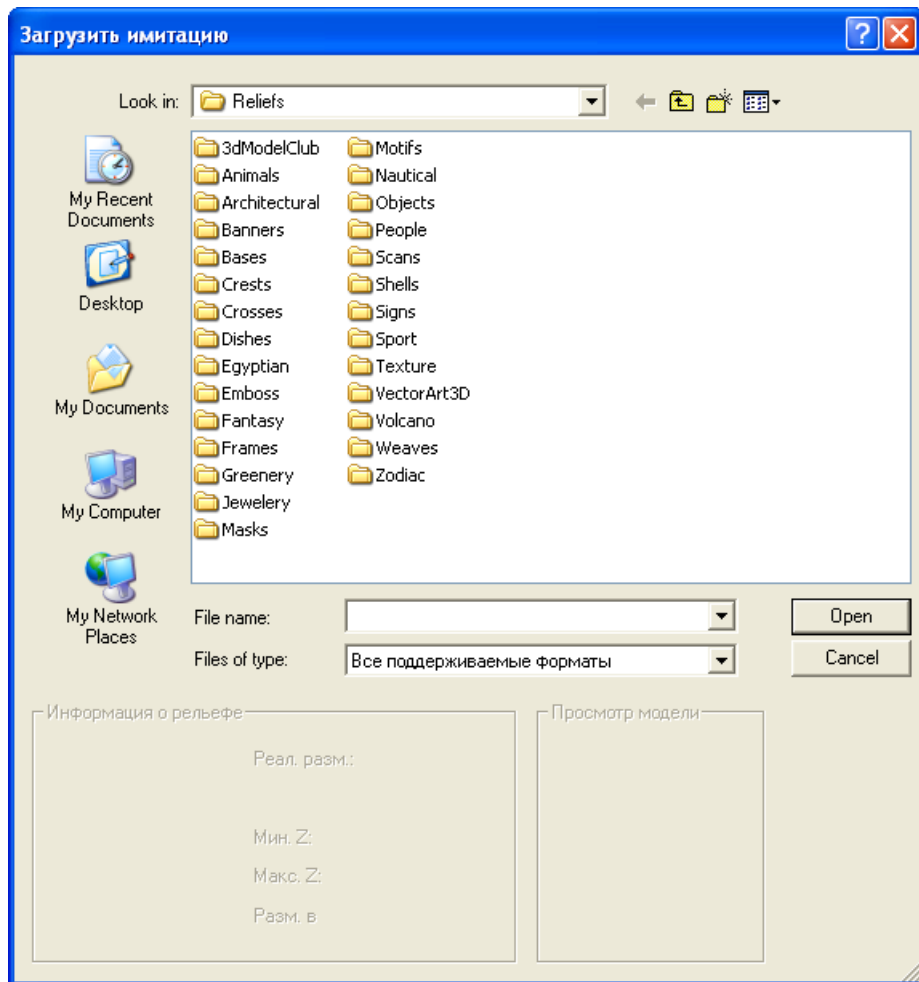 Загрузить имитацию
Look in:
Reliefs
My Recent
Documents
Desktop
My Documents
My Computer
My Network
Places
3dModelClub
Animals
Architectural
Banners
Bases
Crests
Crosses
Dishes
Egyptian
Emboss
Fantasy
Frames
Greenery
Jewelery
Masks
Motifs
Nautical
Objects
People
Scans
Shells
Signs
Sport
Texture
VectorArt3D
Volcano
Weaves
Zodiac
File name:
Open
Files of type:
Все поддерживаемые форматы
Cancel
Информация о рельефе
Реал. разм.:
Мин. Z:
Макс. Z:
Разм. в
Просмотр модели